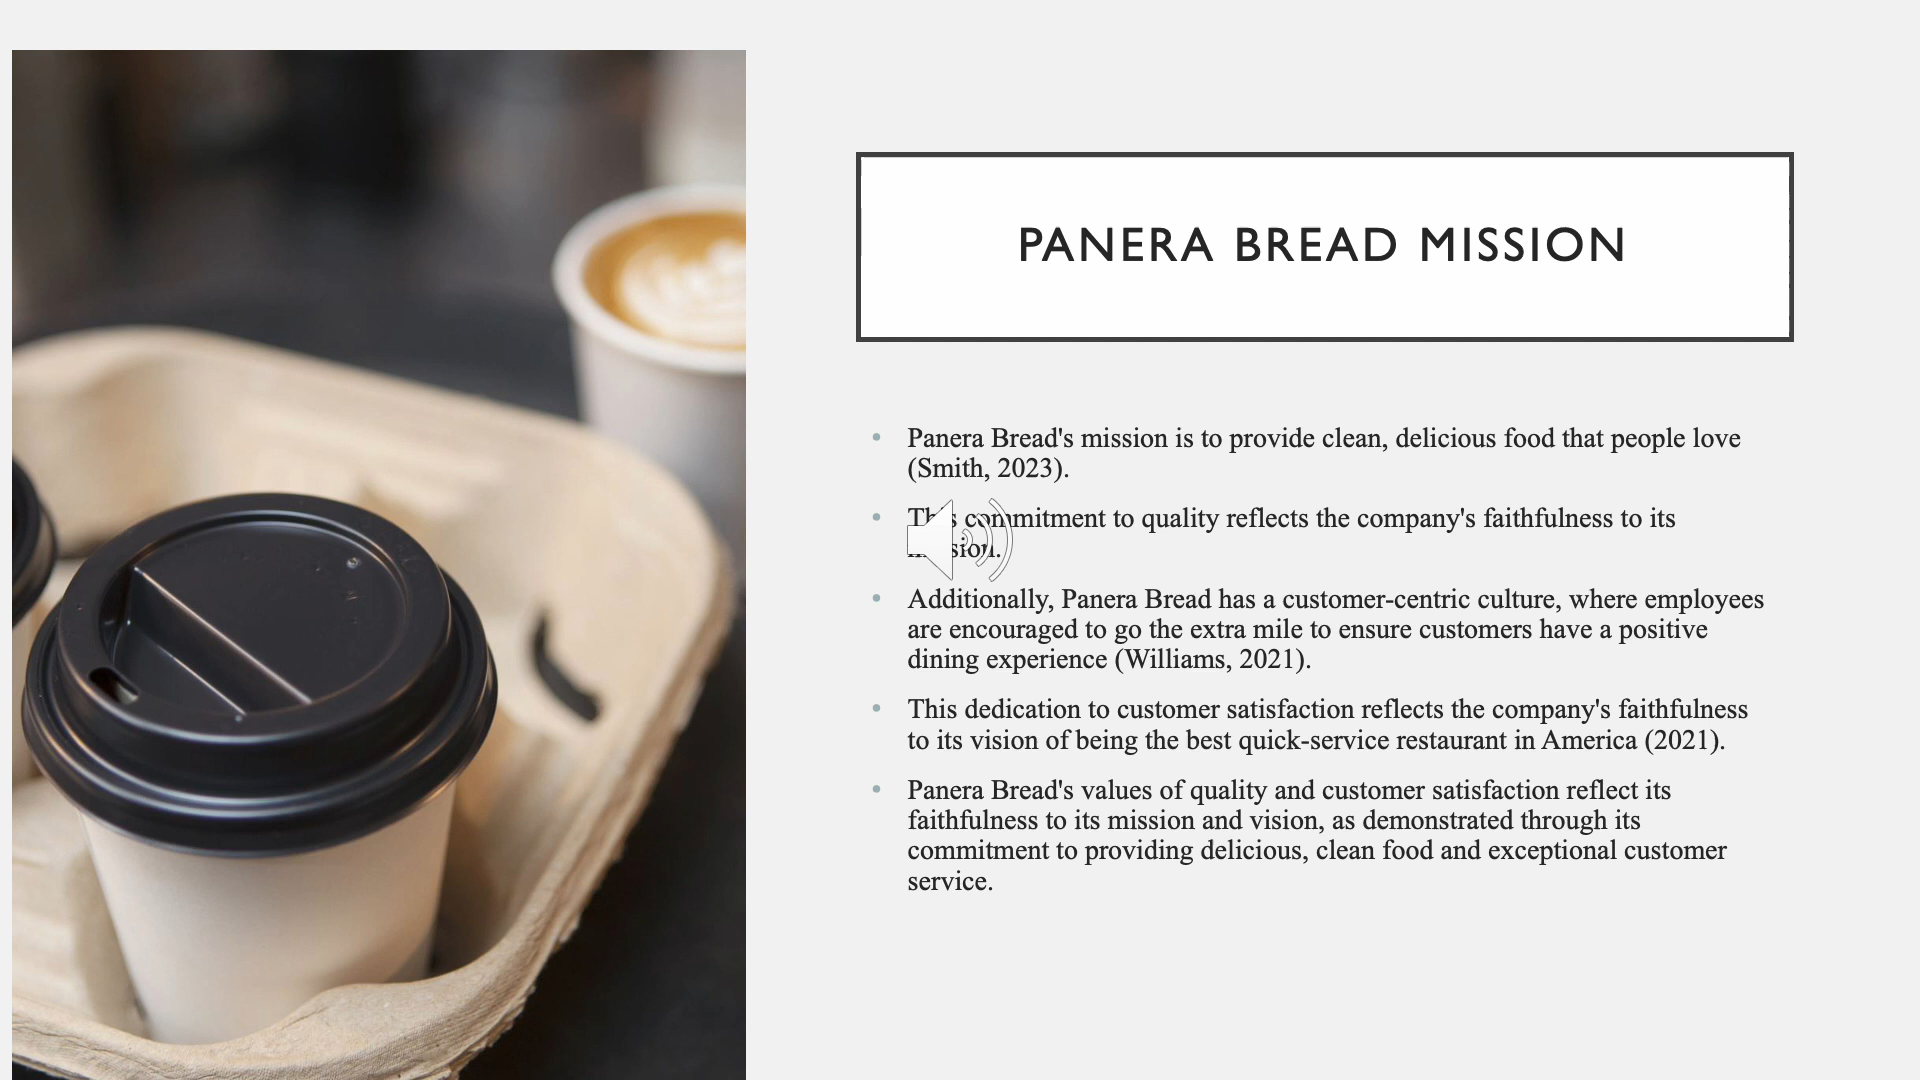 PANERA BREAD MISSION
Panera Bread's mission is to provide clean, delicious food that people love
(Smith, 2023).
This commitment to quality reflects the company's faithfulness to its
mission.
Additionally, Panera Bread has a customer-centric culture, where employees
are encouraged to go the extra mile to ensure customers have a positive
dining experience (Williams, 2021).
This dedication to customer satisfaction reflects the company's faithfulness
to its vision of being the best quick-service restaurant in America (2021).
Panera Bread's values of quality and customer satisfaction reflect its
faithfulness to its mission and vision, as demonstrated through its
commitment to providing delicious, clean food and exceptional customer
service.